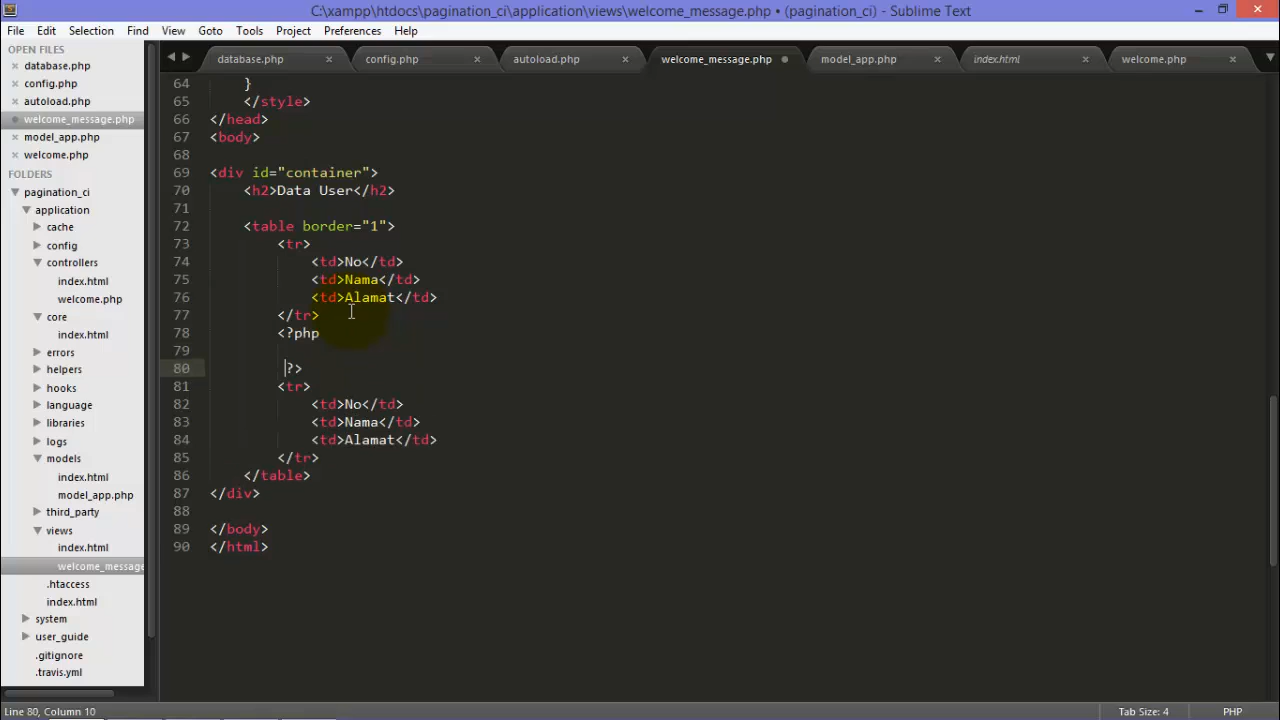 C:\xampp\htdocs\pagination_ci\application\views\welcome_message.php • (pagination_ci) - Sublime Text
File Edit Selection Find View Goto Tools Project Preferences Help
OPEN FILES
database.php
config.php
autoload.php
welcome_message.php
model_app.php
welcome.php
FOLDERS
pagination_ci
application
cache
config
controllers
index.html
welcome.php
core
index.html
errors
helpers
hooks
language
libraries
logs
models
index.html
model_app.php
third_party
views
index.html
welcome_message
.htaccess
index.html
system
user_guide
.gitignore
.travis.yml
database.php config.php autoload.php welcome_message.php model_app.php index.html welcome.php
64 }
65 </style>
66 </head>
67 <body>
68
69 <div id="container">
70 <h2>Data User</h2>
71
72 <table border="1">
73 <tr>
74 <td>No</td>
75 <td>Nama</td>
76 <td>Alamat</td>
77 </tr>
78 <?php
79
80 ?>
81 <tr>
82 <td>No</td>
83 <td>Nama</td>
84 <td>Alamat</td>
85 </tr>
86 </table>
87 </div>
88
89 </body>
90 </html>
Line 80, Column 10 Tab Size: 4 PHP